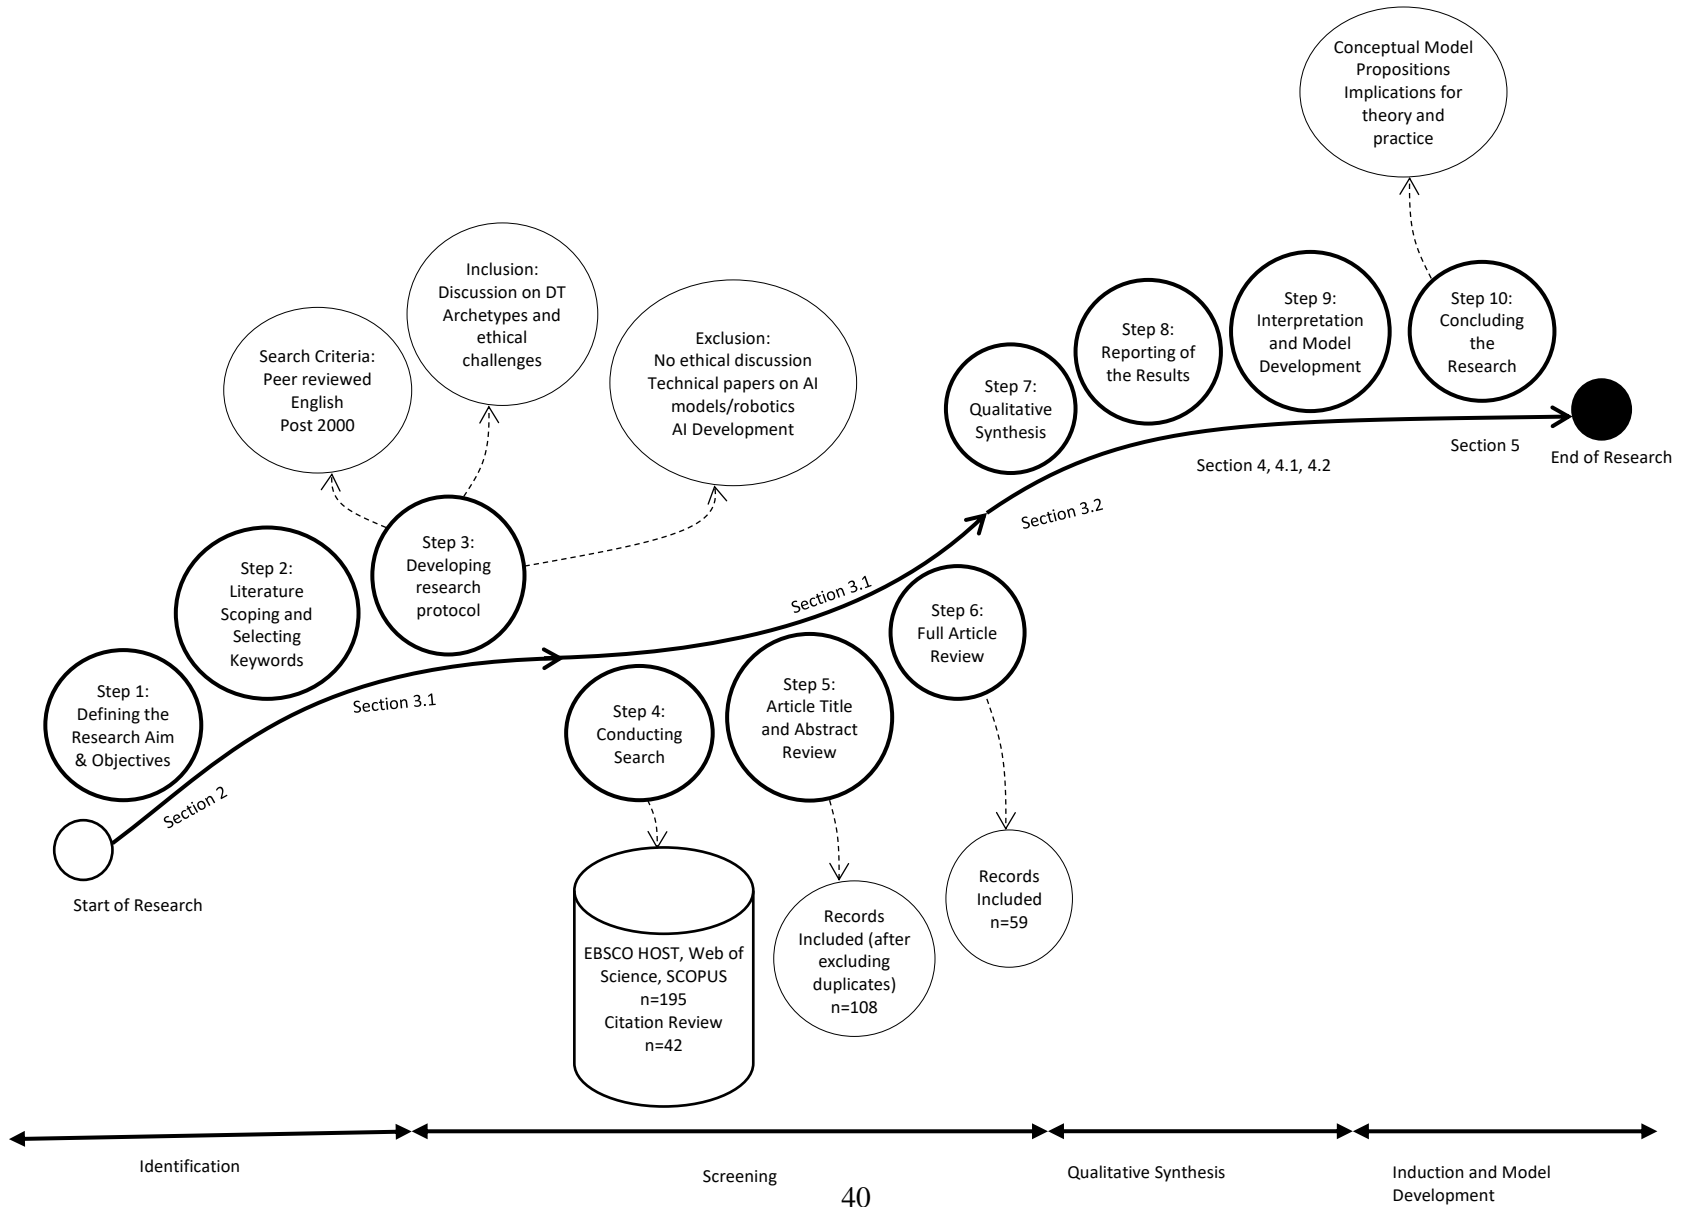 Conceptual Model
Propositions
Implications for
theory and
practice
Inclusion:
Discussion on DT
Archetypes and
ethical
challenges
Search Criteria:
Peer reviewed
English
Post 2000
Exclusion:
No ethical discussion
Technical papers on AI
models/robotics
AI Development
Step 1:
Defining the
Research Aim
& Objectives
Step 2:
Literature
Scoping and
Selecting
Keywords
Step 3:
Developing
research
protocol
Step 4:
Conducting
Search
Step 5:
Article Title
and Abstract
Review
Step 6:
Full Article
Review
Step 7:
Qualitative
Synthesis
Step 8:
Reporting of
the Results
Step 9:
Interpretation
and Model
Development
Step 10:
Concluding
the
Research
Section 2
Section 3.1
Section 3.1
Section 3.2
Section 4, 4.1, 4.2
Section 5
Start of Research
End of Research
EBSCO HOST, Web of
Science, SCOPUS
n=195
Citation Review
n=42
Records
Included (after
excluding
duplicates)
n=108
Records
Included
n=59
Identification
Screening
Qualitative Synthesis
Induction and Model
Development
40